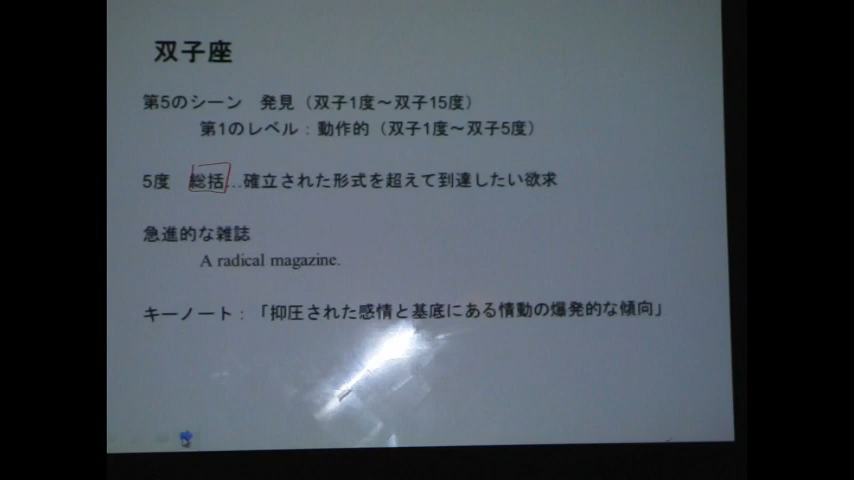 双子座
第5のシーン 発見（双子1度～双子15度）
第1のレベル：動作的（双子1度～双子5度）
5度 総括…確立された形式を超えて到達したい欲求
急進的な雑誌
A radical magazine.
キーノート：「抑圧された感情と基底にある情動の爆発的な傾向」